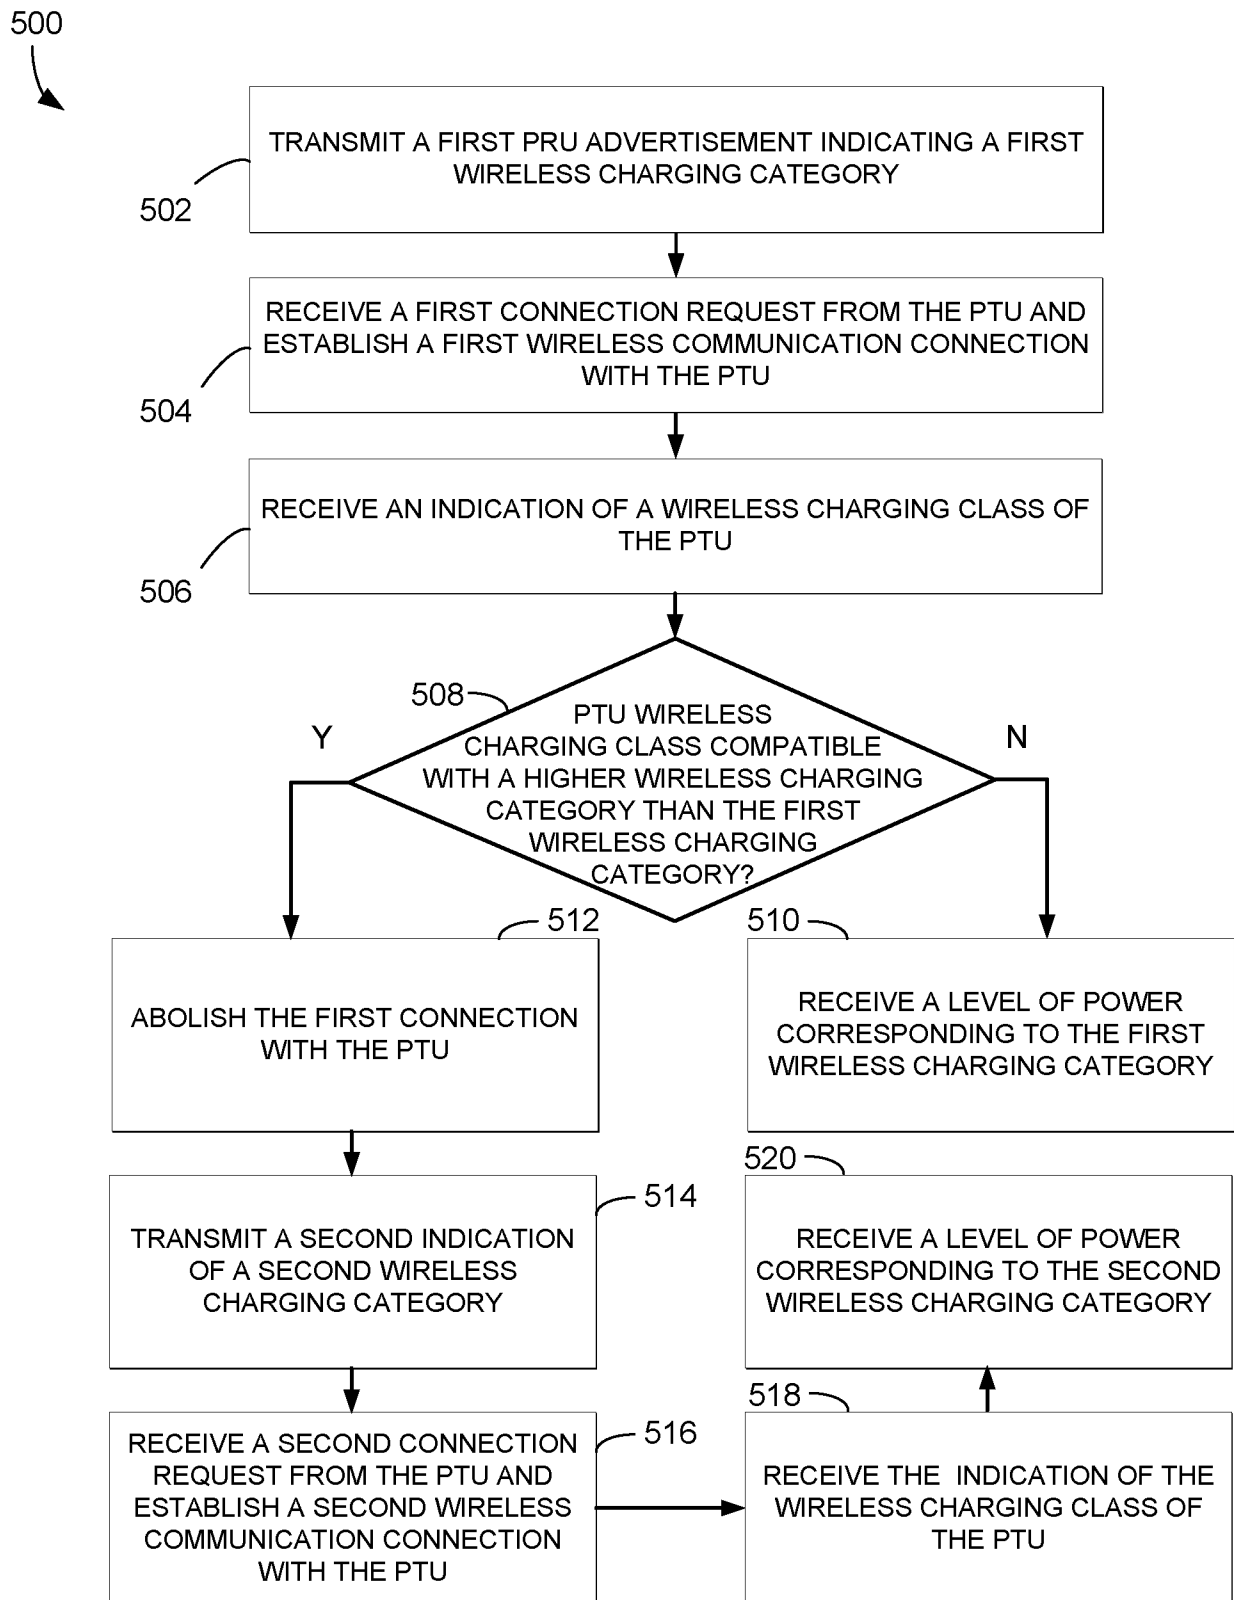 500
TRANSMIT A FIRST PRU ADVERTISEMENT INDICATING A FIRST
WIRELESS CHARGING CATEGORY
502
RECEIVE A FIRST CONNECTION REQUEST FROM THE PTU AND
ESTABLISH A FIRST WIRELESS COMMUNICATION CONNECTION
WITH THE PTU
504
RECEIVE AN INDICATION OF A WIRELESS CHARGING CLASS OF
THE PTU
506
508
PTU WIRELESS
CHARGING CLASS COMPATIBLE
WITH A HIGHER WIRELESS CHARGING
CATEGORY THAN THE FIRST
WIRELESS CHARGING
CATEGORY?
Y
N
512
ABOLISH THE FIRST CONNECTION
WITH THE PTU
510
RECEIVE A LEVEL OF POWER
CORRESPONDING TO THE FIRST
WIRELESS CHARGING CATEGORY
514
TRANSMIT A SECOND INDICATION
OF A SECOND WIRELESS
CHARGING CATEGORY
520
RECEIVE A LEVEL OF POWER
CORRESPONDING TO THE SECOND
WIRELESS CHARGING CATEGORY
516
RECEIVE A SECOND CONNECTION
REQUEST FROM THE PTU AND
ESTABLISH A SECOND WIRELESS
COMMUNICATION CONNECTION
WITH THE PTU
518
RECEIVE THE  INDICATION OF THE
WIRELESS CHARGING CLASS OF
THE PTU